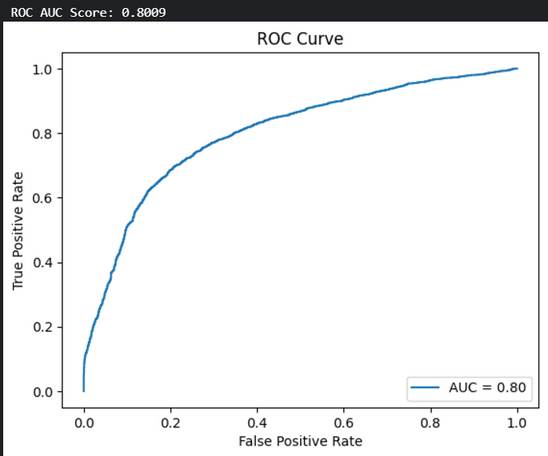 ROC AUC Score: 0.8009
ROC Curve
1.0
0.8
0.6
0.4
0.2
0.0
True Positive Rate
AUC = 0.80
0.0 0.2 0.4 0.6 0.8 1.0
False Positive Rate